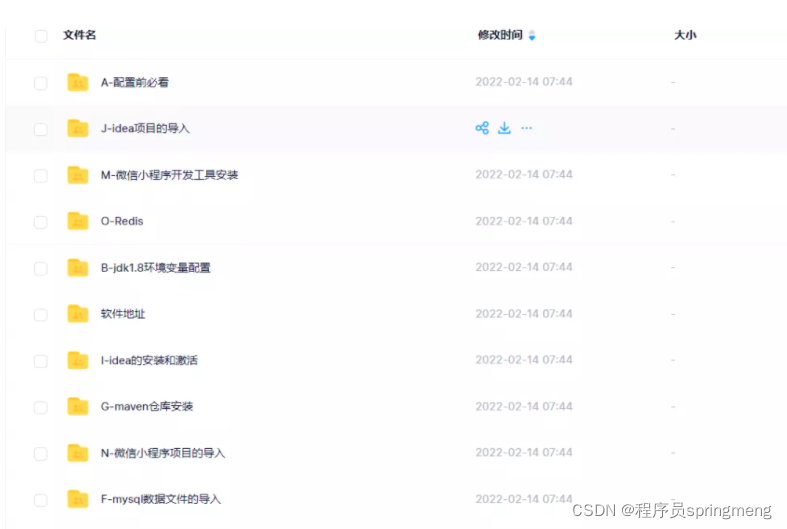 文件名 修改时间 大小
A-配置前必看 2022-02-14 07:44 -
J-idea项目的导入 -
M-微信小程序开发工具安装 2022-02-14 07:44 -
O-Redis 2022-02-14 07:44 -
B-jdk1.8环境变量配置 2022-02-14 07:44 -
软件地址 2022-02-14 07:44 -
I-idea的安装和激活 2022-02-14 07:44 -
G-maven仓库安装 2022-02-14 07:44 -
N-微信小程序项目的导入 2022-02-14 07:44 -
F-mysql数据文件的导入 2022-02-14 07:44 -
CSDN @程序员springmeng